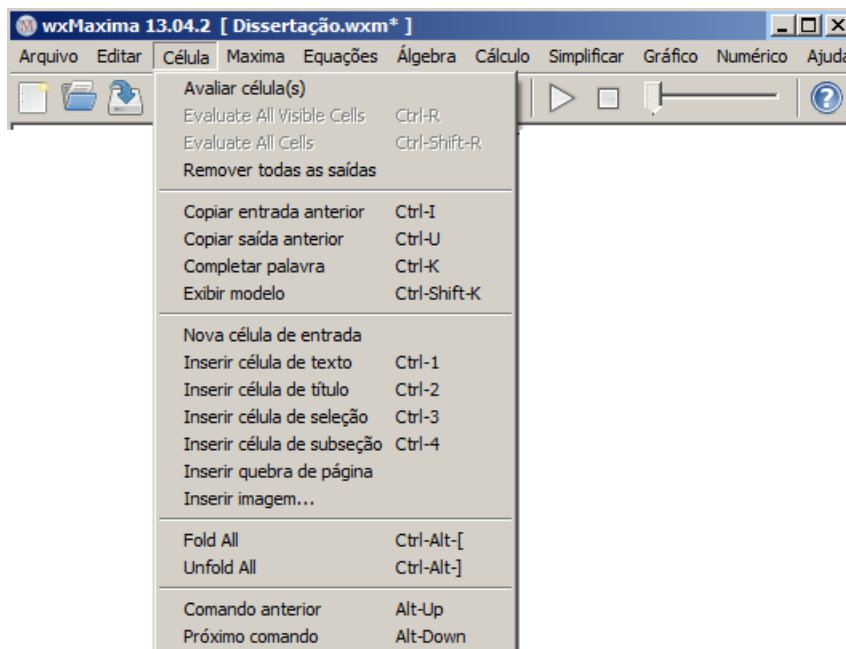 wxMaxima 13.04.2 [ Dissertação.wxm* ]
Arquivo Editar Célula Maxima Equações Álgebra Cálculo Simplificar Gráfico Numérico Ajuda
Avaliar célula(s)
Evaluate All Visible Cells Ctrl-R
Evaluate All Cells Ctrl-Shift-R
Remover todas as saídas
Copiar entrada anterior Ctrl-I
Copiar saída anterior Ctrl-U
Completar palavra Ctrl-K
Exibir modelo Ctrl-Shift-K
Nova célula de entrada
Inserir célula de texto Ctrl-1
Inserir célula de título Ctrl-2
Inserir célula de seleção Ctrl-3
Inserir célula de subseção Ctrl-4
Inserir quebra de página
Inserir imagem...
Fold All Ctrl-Alt-[
Unfold All Ctrl-Alt-]
Comando anterior Alt-Up
Próximo comando Alt-Down